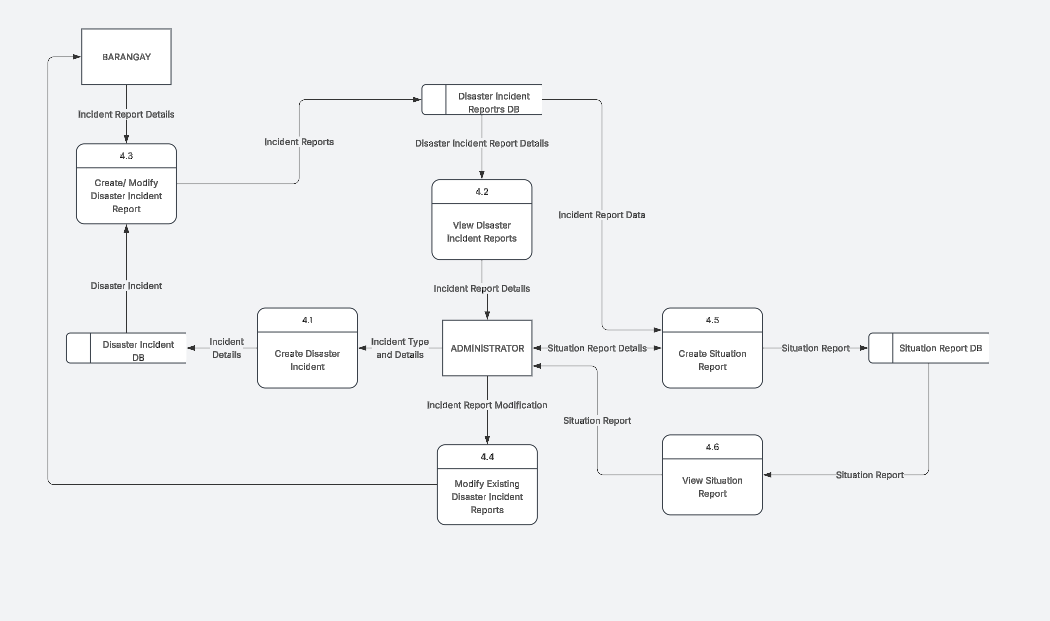 BARANGAY
Incident Report Details
4.3
Create/ Modify
Disaster Incident
Report
Incident Reports
Disaster Incident
Reportrs DB
Disaster Incident Report Details
4.2
View Disaster
Incident Reports
Incident Report Data
Incident Report Details
Disaster Incident
Disaster Incident
DB
Incident
Details
4.1
Create Disaster
Incident
Incident Type
and Details
ADMINISTRATOR
Situation Report Details
4.5
Create Situation
Report
Situation Report
Situation Report DB
Incident Report Modification
Situation Report
4.4
Modify Existing
Disaster Incident
Reports
4.6
View Situation
Report
Situation Report